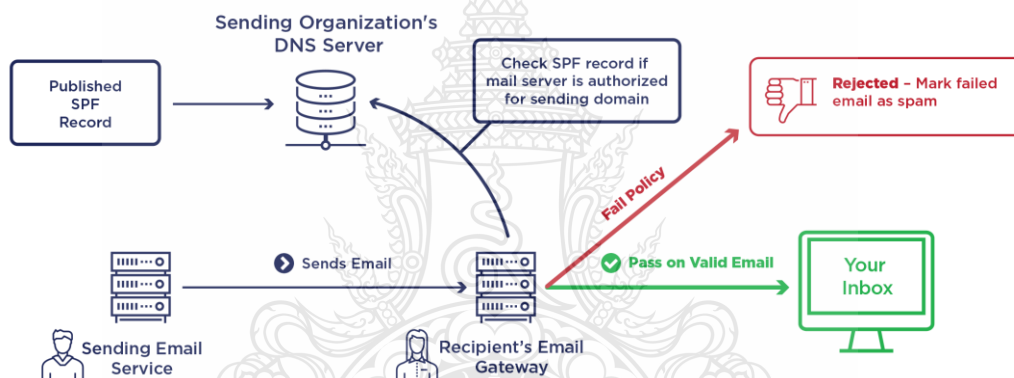 Sending Organization's
DNS Server
Published
SPF
Record
Check SPF record if
mail server is authorized
for sending domain
Rejected – Mark failed
email as spam
Fail Policy
Sends Email
Pass on Valid Email
Your
Inbox
Sending Email
Service
Recipient's Email
Gateway